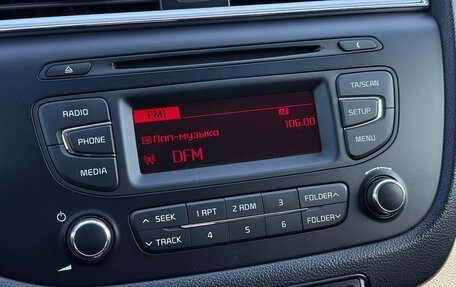 RADIO
PHONE
MEDIA
FM1
AF
106.00
Поп-музыка
DFM
TA/SCAN
SETUP
MENU
SEEK
1 RPT
2 RDM
3
FOLDER
TRACK
4
5
6
FOLDER